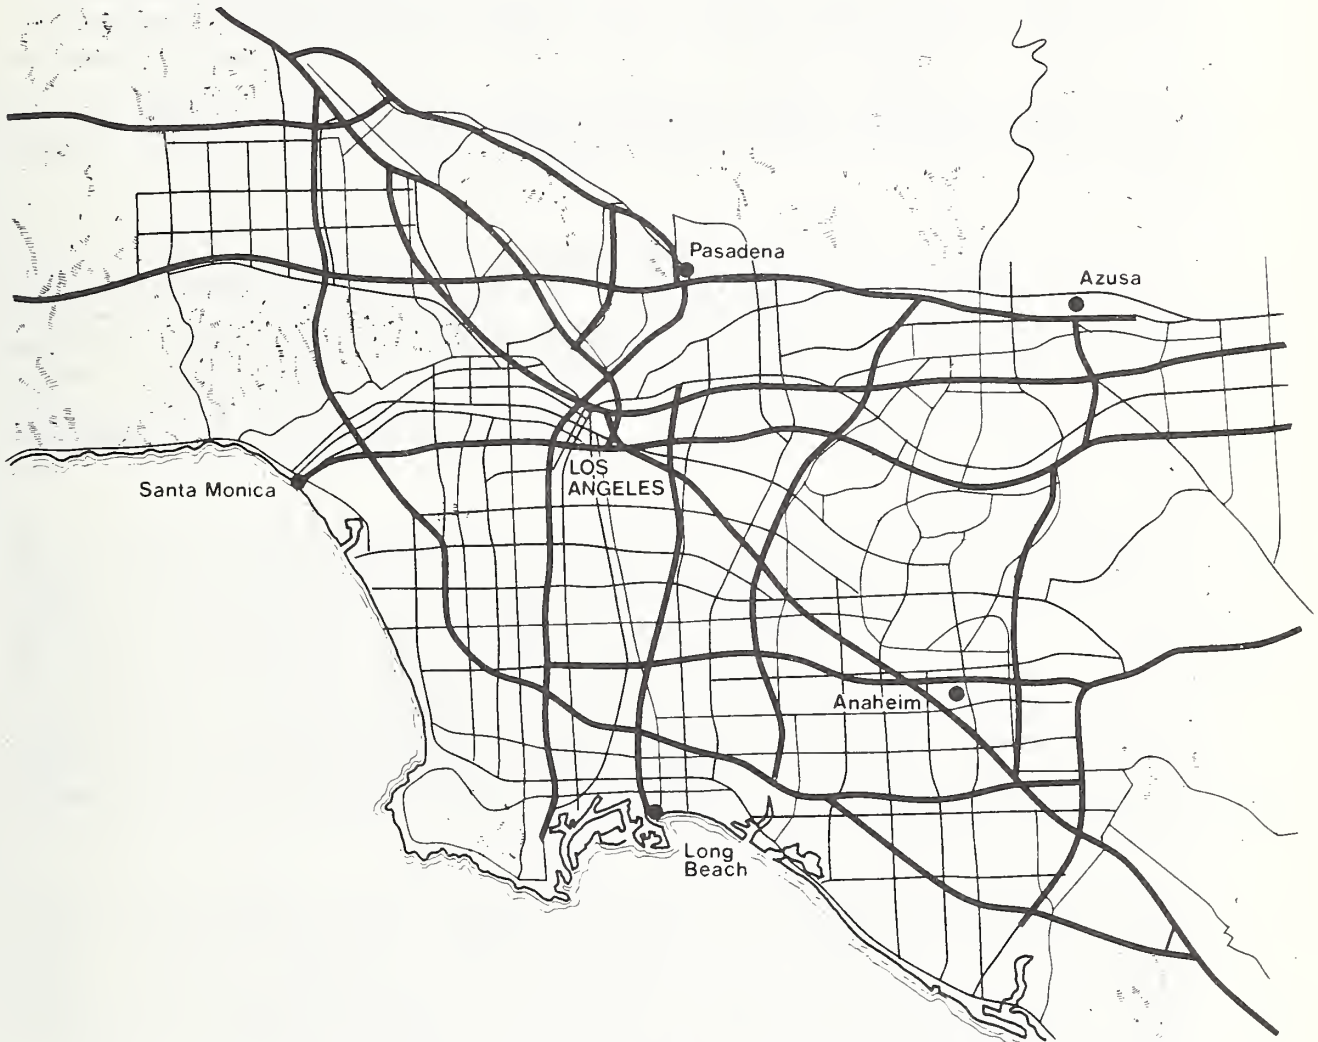 Pasadena
Azusa
Santa Monica
LOS
ANGELES
Anaheim
Long
Beach